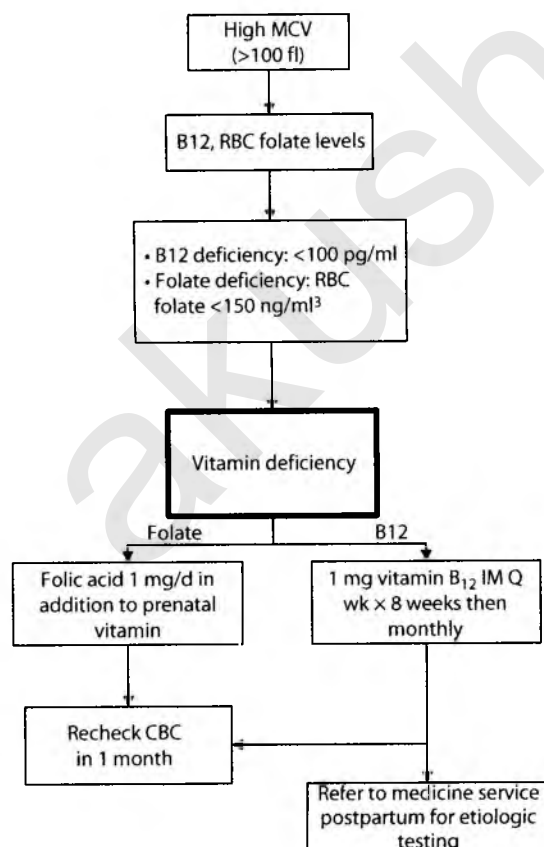 High MCV
(>100 fl)
B12, RBC folate levels
• B12 deficiency: <100 pg/ml
• Folate deficiency: RBC
folate <150 ng/ml³
Vitamin deficiency
Folate
B12
Folic acid 1 mg/d in
addition to prenatal
vitamin
1 mg vitamin B₁₂ IM Q
wk × 8 weeks then
monthly
Recheck CBC
in 1 month
Refer to medicine service
postpartum for etiologic
testing
akush